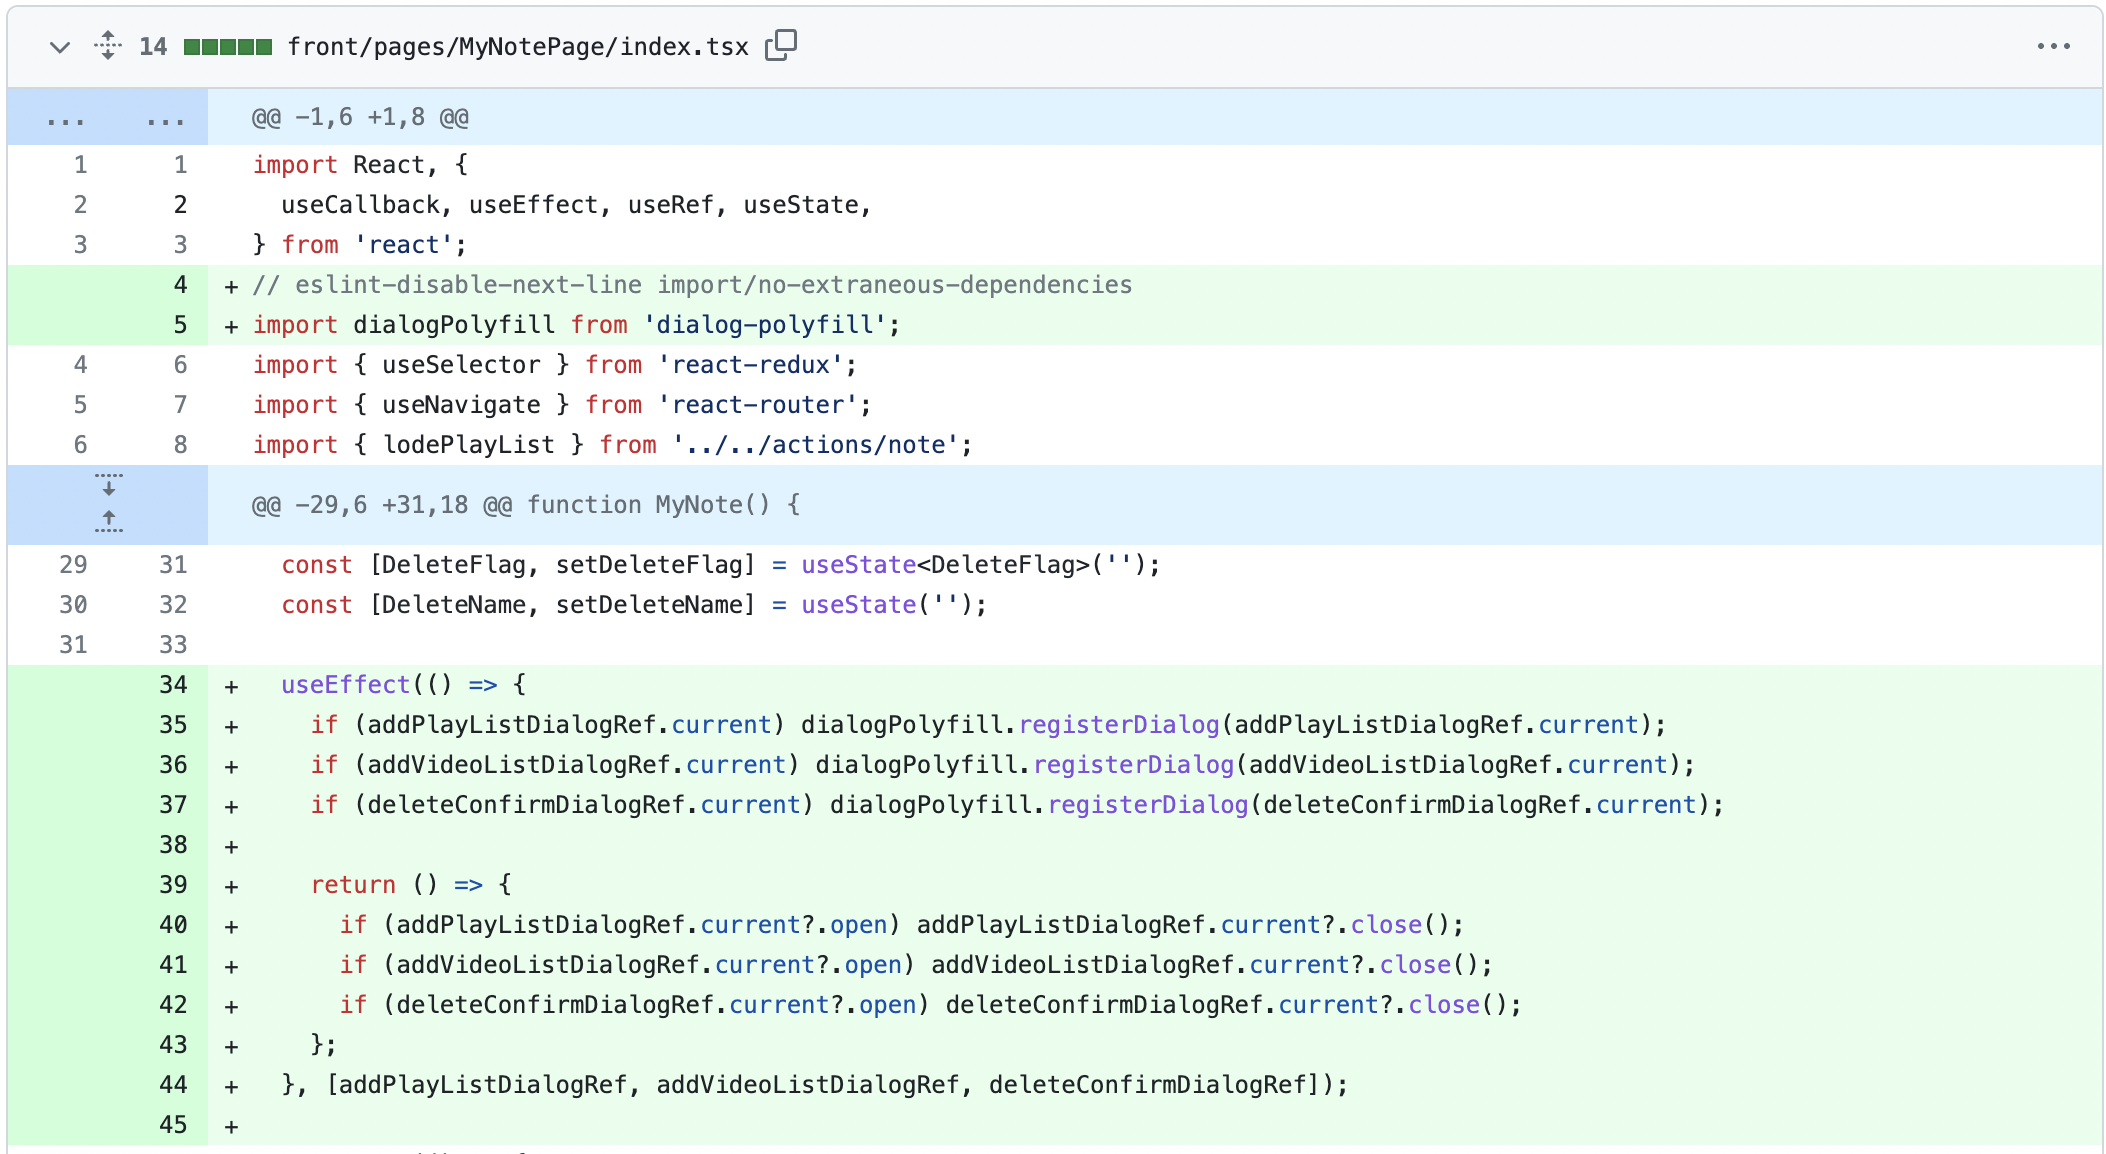 14 front/pages/MyNotePage/index.tsx
... ... @@ -1,6 +1,8 @@
1 1 import React, {
2 2 useCallback, useEffect, useRef, useState,
3 3 } from 'react';
4 + // eslint-disable-next-line import/no-extraneous-dependencies
5 + import dialogPolyfill from 'dialog-polyfill';
4 6 import { useSelector } from 'react-redux';
5 7 import { useNavigate } from 'react-router';
6 8 import { lodePlayList } from '../../actions/note';
@@ -29,6 +31,18 @@ function MyNote() {
29 31 const [DeleteFlag, setDeleteFlag] = useState<DeleteFlag>('');
30 32 const [DeleteName, setDeleteName] = useState('');
31 33
34 + useEffect(() => {
35 + if (addPlayListDialogRef.current) dialogPolyfill.registerDialog(addPlayListDialogRef.current);
36 + if (addVideoListDialogRef.current) dialogPolyfill.registerDialog(addVideoListDialogRef.current);
37 + if (deleteConfirmDialogRef.current) dialogPolyfill.registerDialog(deleteConfirmDialogRef.current);
38 +
39 + return () => {
40 + if (addPlayListDialogRef.current?.open) addPlayListDialogRef.current?.close();
41 + if (addVideoListDialogRef.current?.open) addVideoListDialogRef.current?.close();
42 + if (deleteConfirmDialogRef.current?.open) deleteConfirmDialogRef.current?.close();
43 + };
44 + }, [addPlayListDialogRef, addVideoListDialogRef, deleteConfirmDialogRef]);
45 +